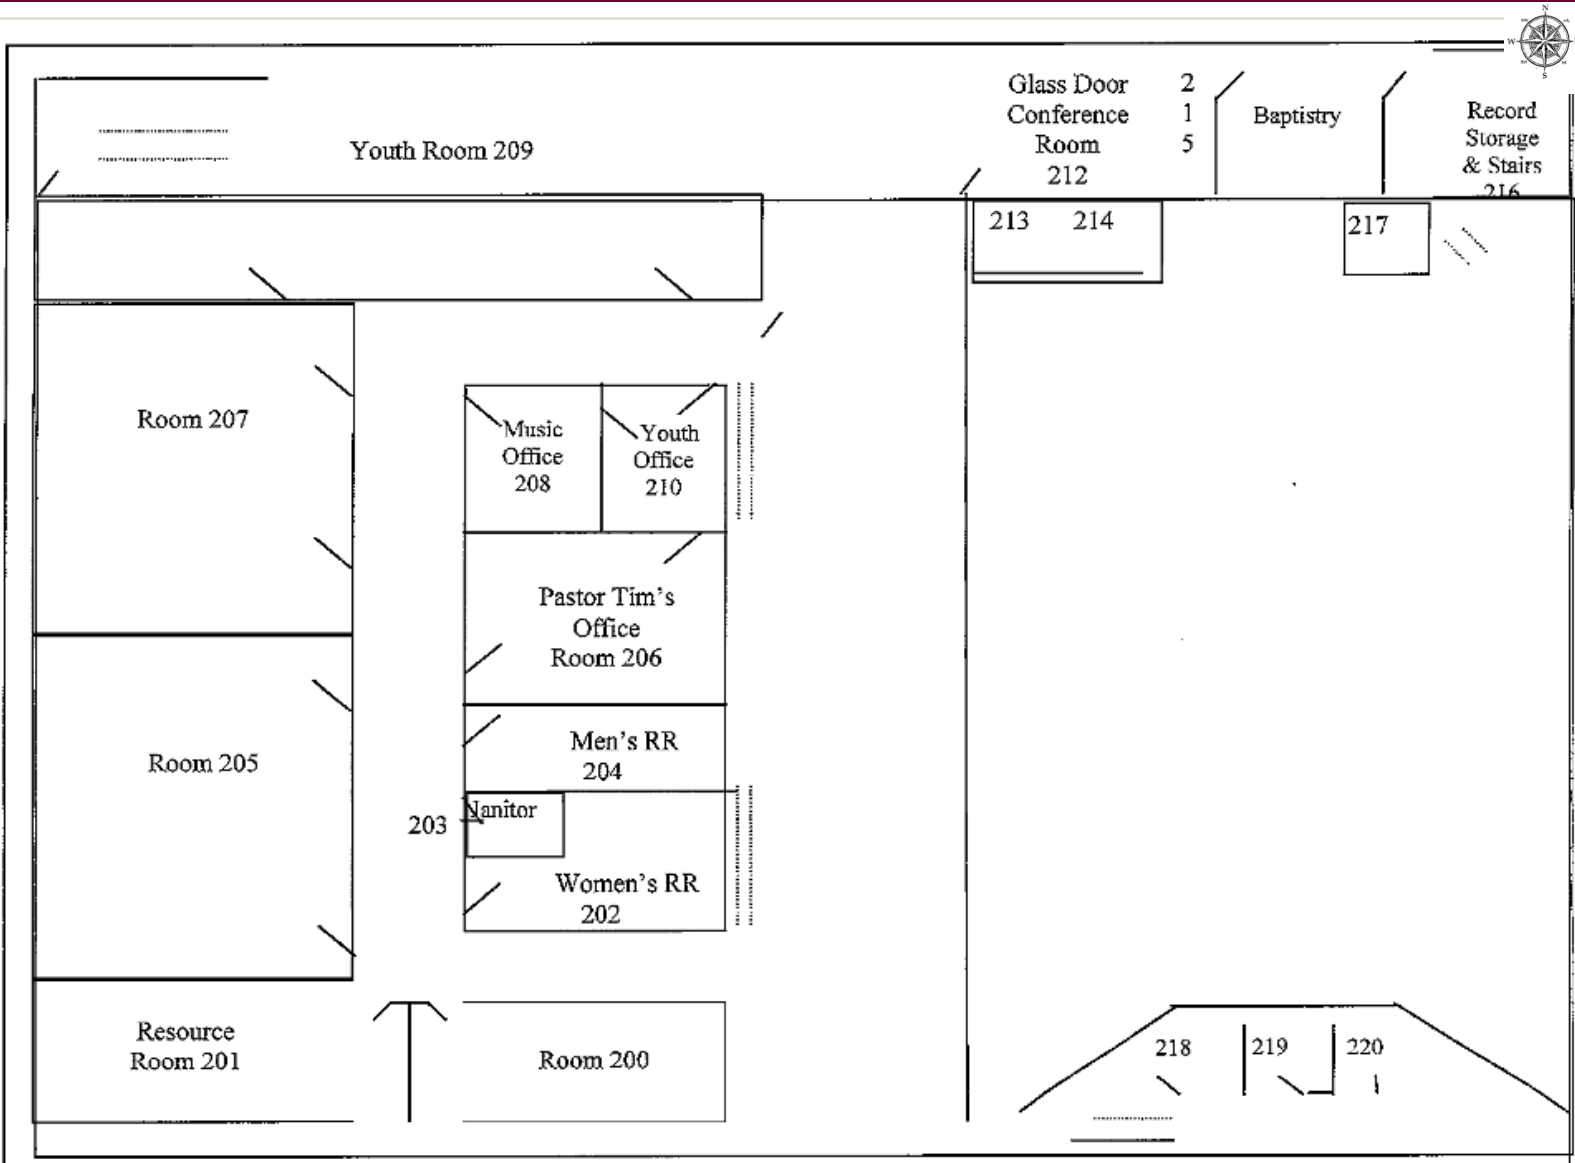 N
W
S
Glass Door
Conference
Room
212
2
1
5
Baptistry
Record
Storage
& Stairs
216
Youth Room 209
213
214
217
Room 207
Music
Office
208
Youth
Office
210
Pastor Tim's
Office
Room 206
Room 205
Men's RR
204
Janitor
203
Women's RR
202
Resource
Room 201
Room 200
218
219
220